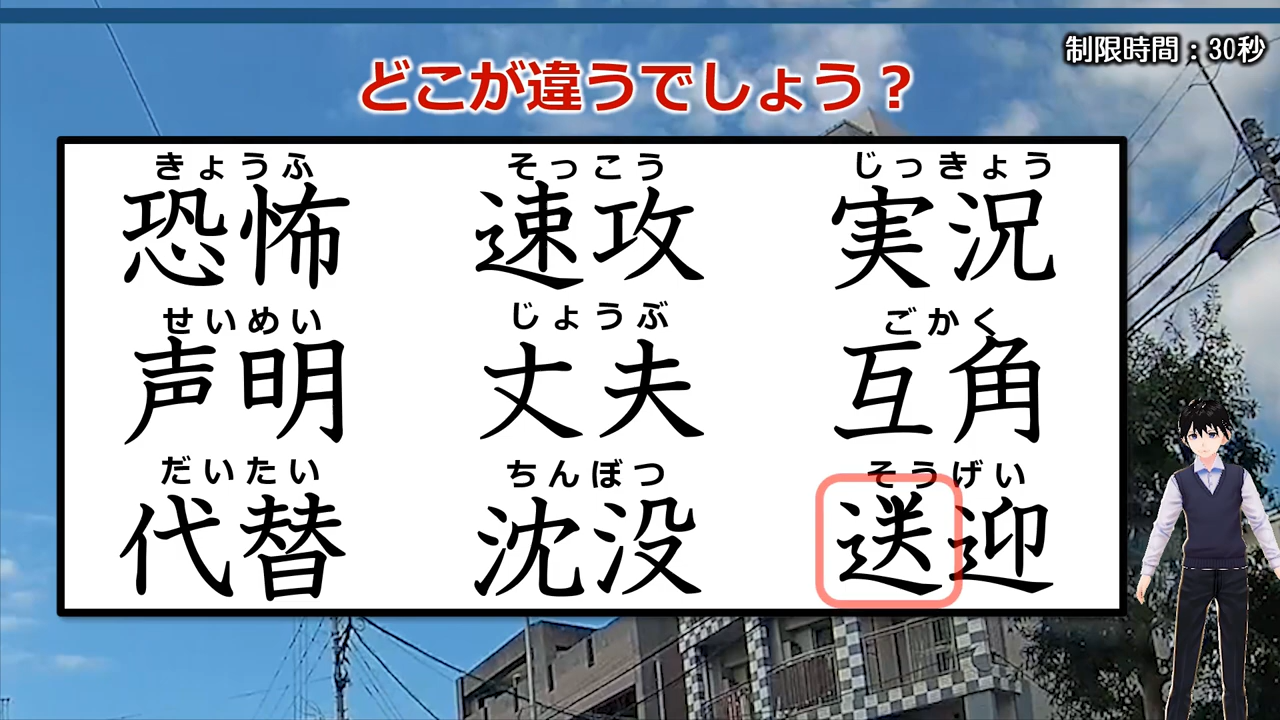 制限時間：30秒
どこが違うでしょう？
きょうふ そっこう じっきょう
恐怖 速攻 実況
せいめい じょうぶ ごかく
声明 丈夫 互角
だいたい ちんぼつ そうげい
代替 沈没 迎